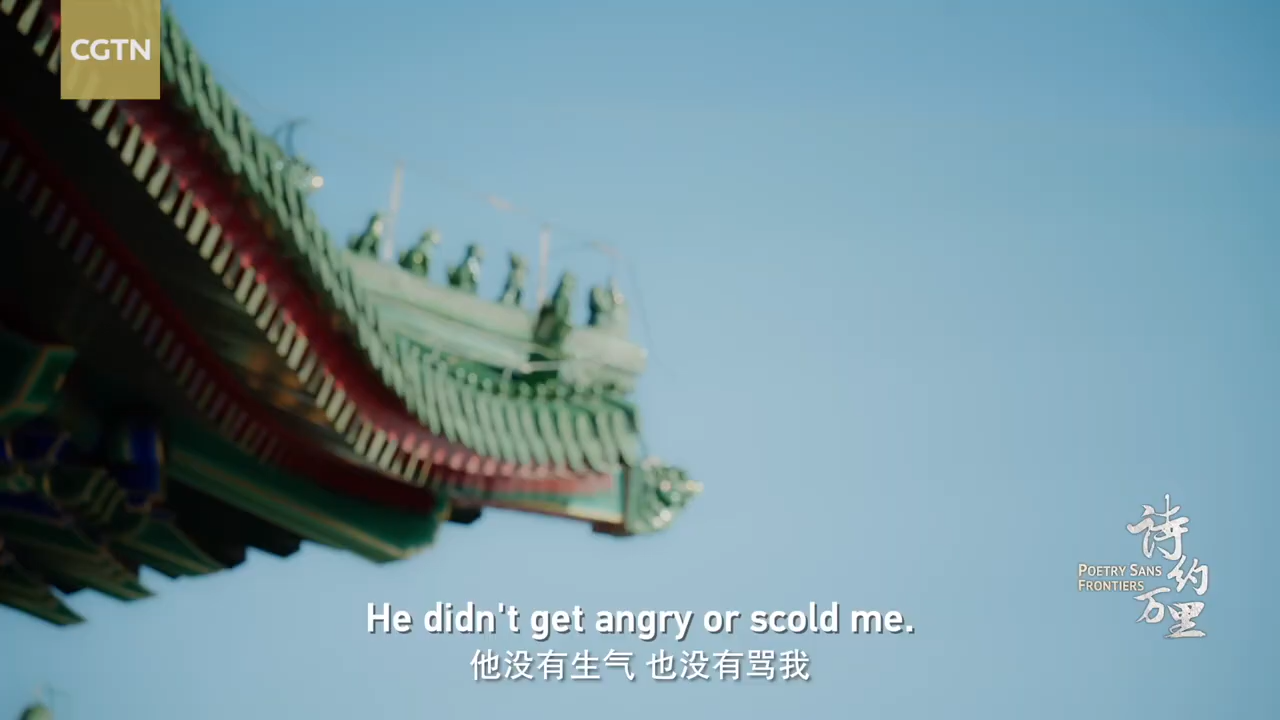 CGTN
诗约万里
POETRY SANS
FRONTIERS
He didn't get angry or scold me.
他没有生气 也没有骂我